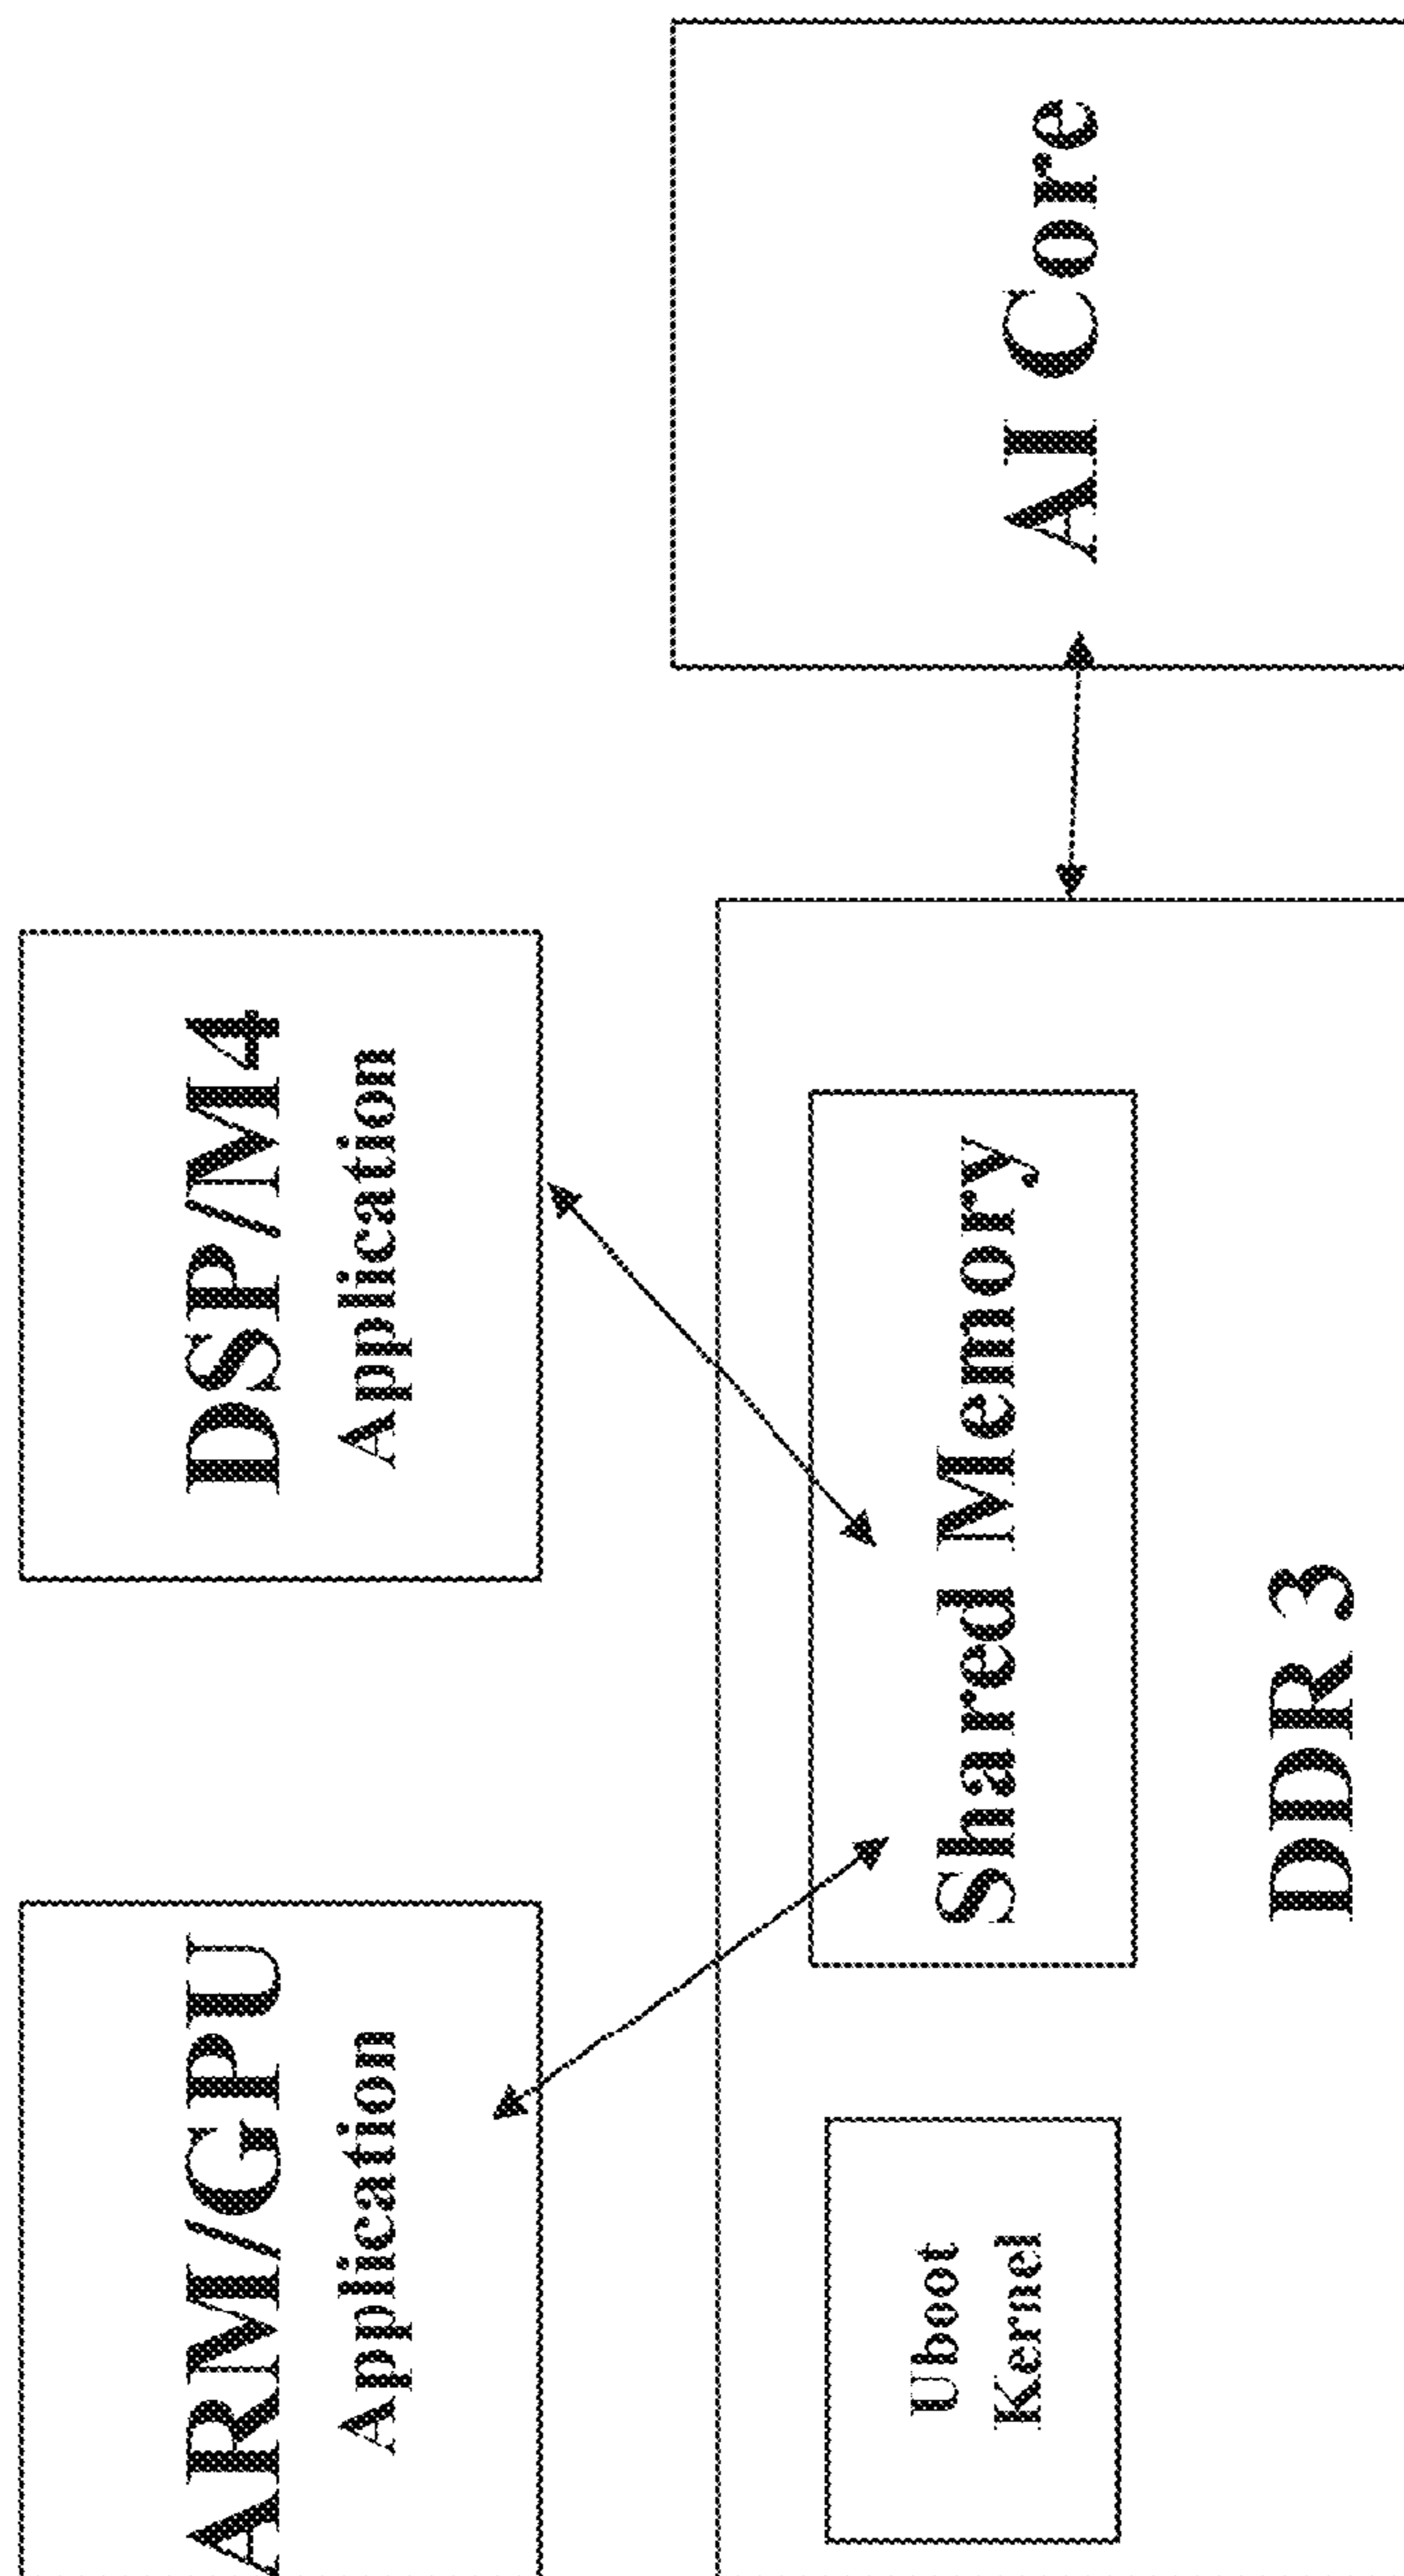 ARM/GPU
Application
DSP/M4
Application
Uboot
Kernel
Shared Memory
DDR 3
AI Core